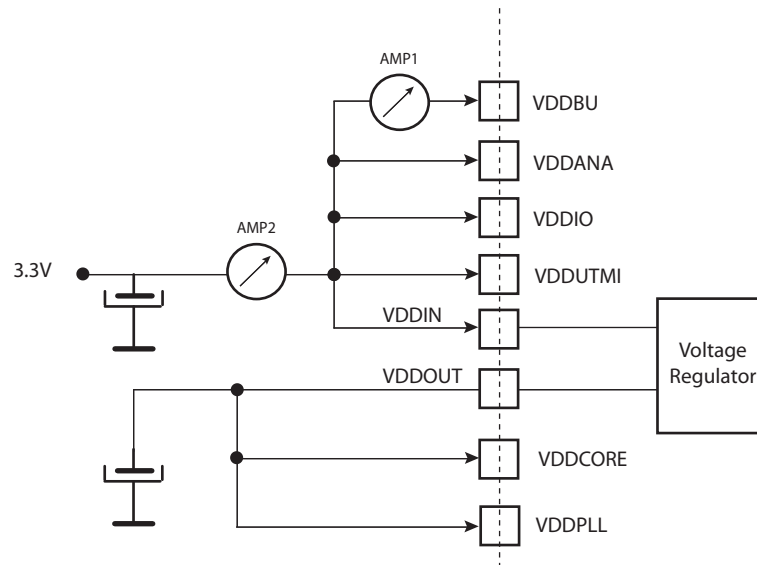 AMP1
VDDBU
VDDANA
VDDIO
AMP2
3.3V
VDDUTMI
VDDIN
Voltage
Regulator
VDDOUT
VDDCORE
VDDPLL